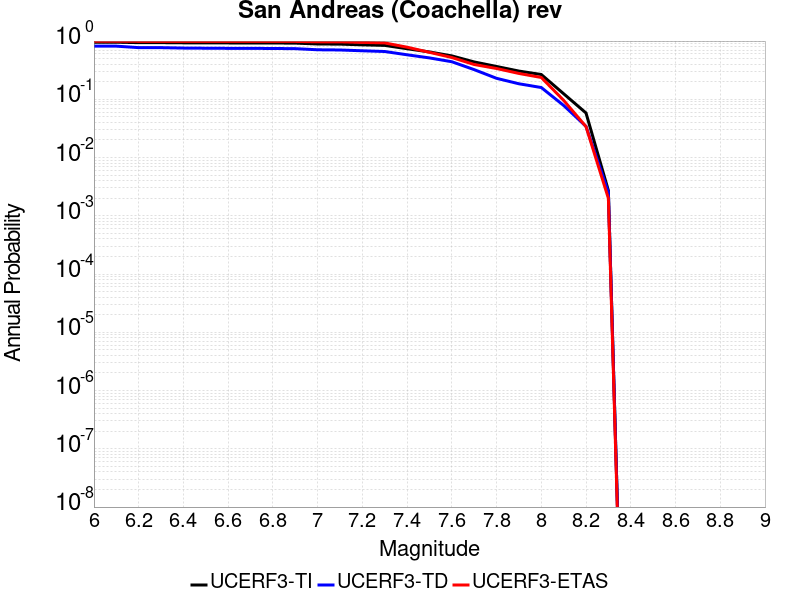 San Andreas (Coachella) rev
10^0
10^-1
10^-2
10^-3
10^-4
10^-5
10^-6
10^-7
10^-8
Annual Probability
6 6.2 6.4 6.6 6.8 7 7.2 7.4 7.6 7.8 8 8.2 8.4 8.6 8.8 9
Magnitude
UCERF3-TI UCERF3-TD UCERF3-ETAS